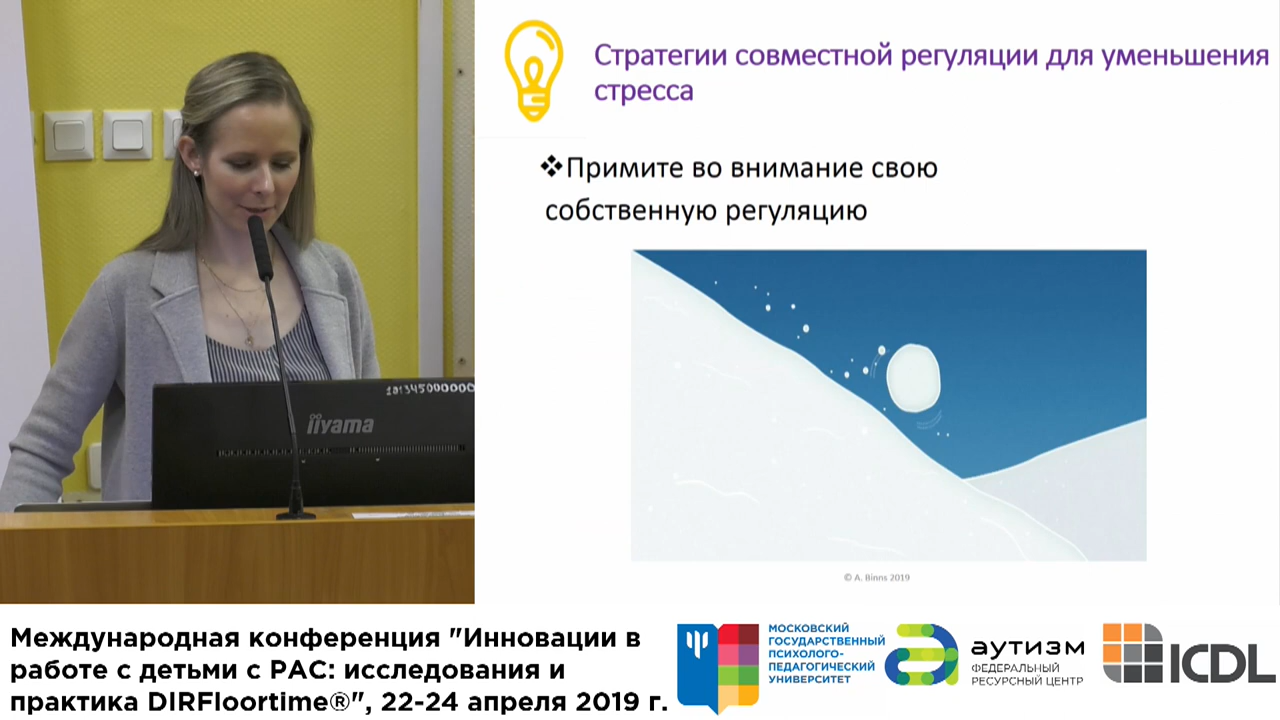 Стратегии совместной регуляции для уменьшения
стресса
❖Примите во внимание свою
собственную регуляцию
© A. Binns 2019
iiyama
Международная конференция "Инновации в
работе с детьми с РАС: исследования и
практика DIRFloortime®", 22-24 апреля 2019 г.
МОСКОВСКИЙ
ГОСУДАРСТВЕННЫЙ
ПСИХОЛОГО-
ПЕДАГОГИЧЕСКИЙ
УНИВЕРСИТЕТ
аутизм
ФЕДЕРАЛЬНЫЙ
РЕСУРСНЫЙ ЦЕНТР
ICDL